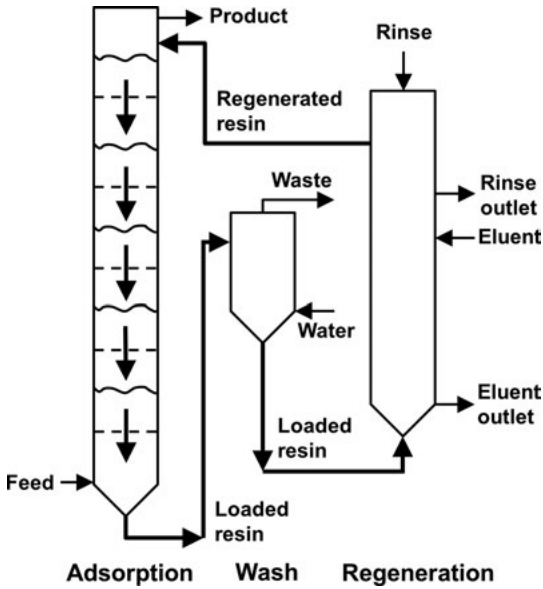 Product
Rinse
Regenerated
resin
Waste
Rinse
outlet
Eluent
Water
Eluent
outlet
Loaded
resin
Feed
Loaded
resin
Adsorption Wash Regeneration